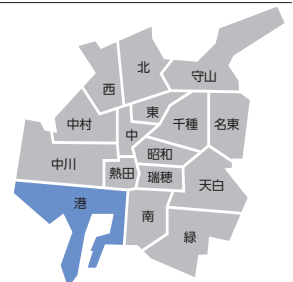 北
守山
西
東
中村
中
千種
名東
昭和
中川
熱田
瑞穂
天白
港
南
緑